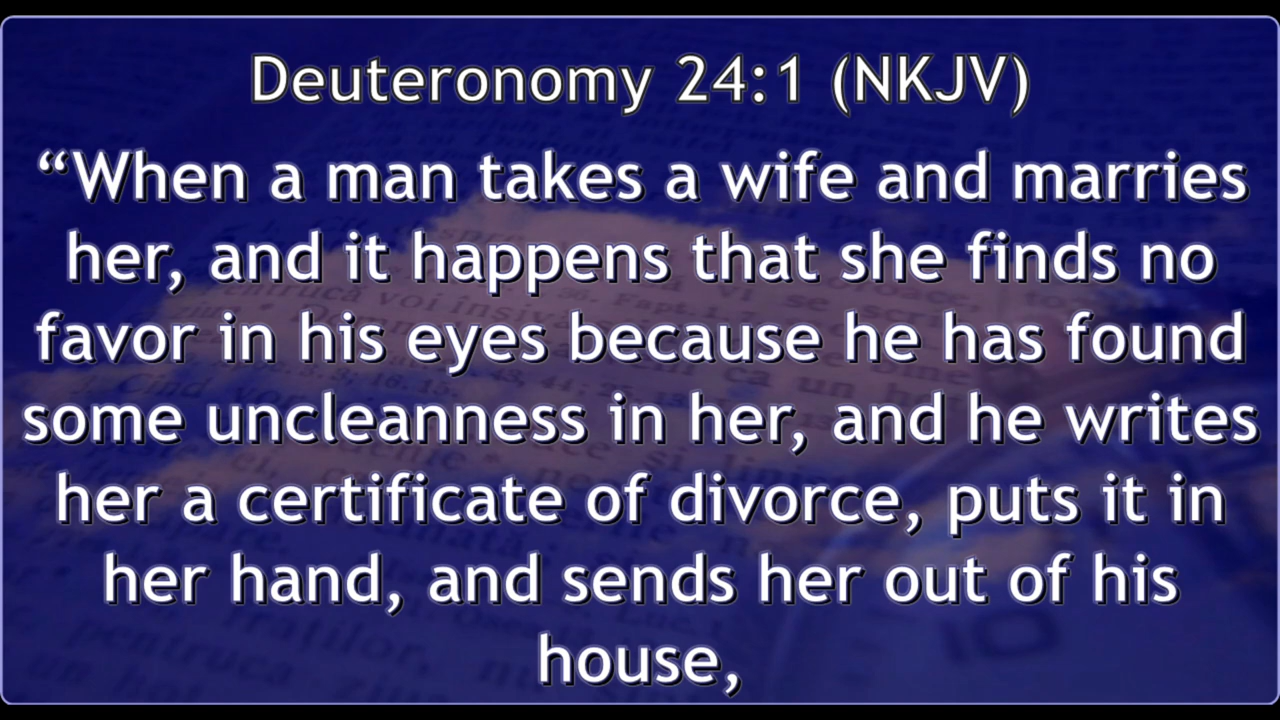 Deuteronomy 24:1 (NKJV)
“When a man takes a wife and marries
her, and it happens that she finds no
favor in his eyes because he has found
some uncleanness in her, and he writes
her a certificate of divorce, puts it in
her hand, and sends her out of his
house,